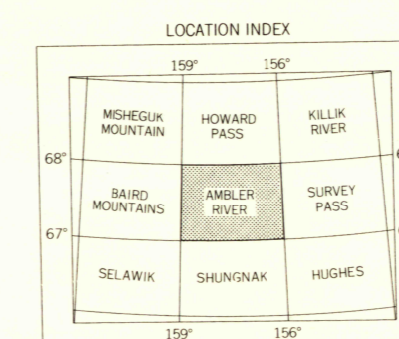 LOCATION INDEX
159° 156°
MISHEGUK
MOUNTAIN
HOWARD
PASS
KILLIK
RIVER
68°
BAIRD
MOUNTAINS
AMBLER
RIVER
SURVEY
PASS
67°
SELAWIK
SHUNGNAK
HUGHES
159° 156°